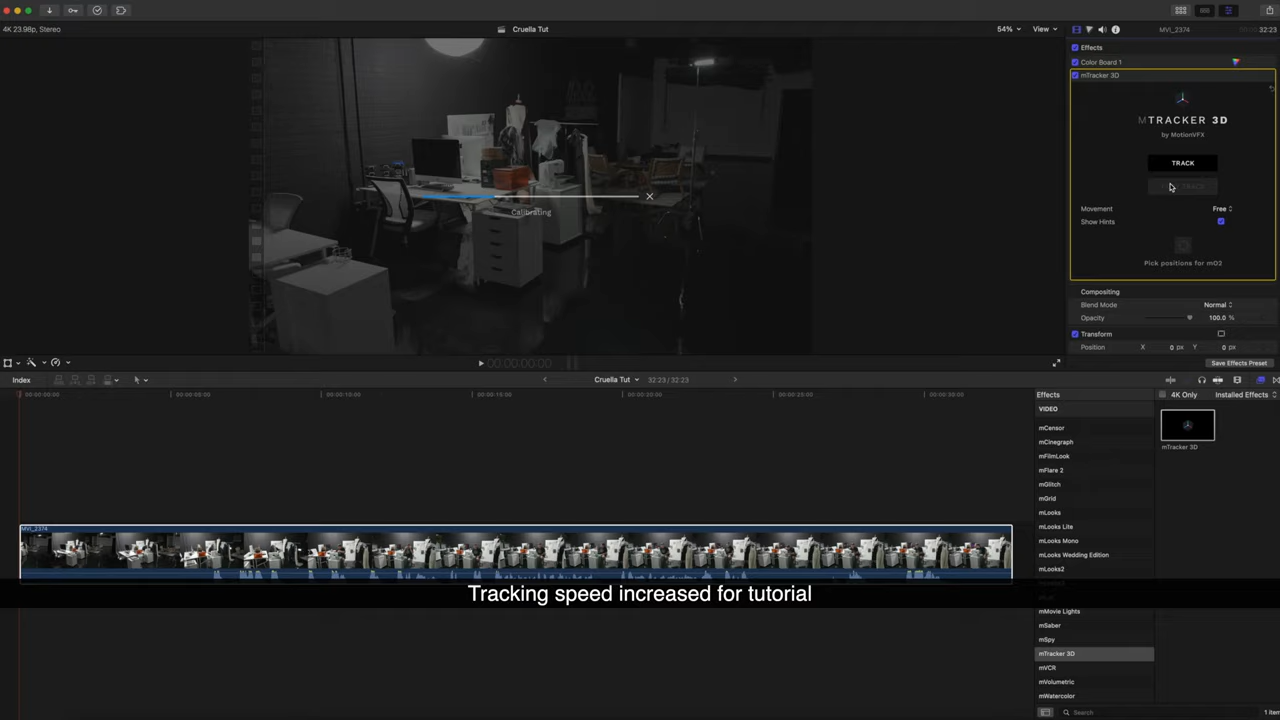 4K 23.98p, Stereo
Cruella Tut
54%
View
MVI_2374
32:23
Effects
Color Board 1
mTracker 3D
MTRACKER 3D
by MotionVFX
TRACK
Movement
Free
Show Hints
Pick positions for mO2
Calibrating
Compositing
Blend Mode
Normal
Opacity
100.0 %
Transform
Position
X
0 px
Y
0 px
00:00:00:00
Save Effects Preset
Index
Cruella Tut
32:23 / 32:23
00:00:00:00
00:00:05:00
00:00:10:00
00:00:15:00
00:00:20:00
00:00:25:00
00:00:30:00
Effects
4K Only
Installed Effects
VIDEO
mCensor
mCinegraph
mFilmLook
mFlare 2
mGlitch
mGrid
mLooks
mLooks Lite
mLooks Mono
mLooks Wedding Edition
mLooks2
mMovie Lights
mSaber
mSpy
mTracker 3D
mVCR
mVolumetric
mWatercolor
mTracker 3D
MVI_2374
Tracking speed increased for tutorial
Search